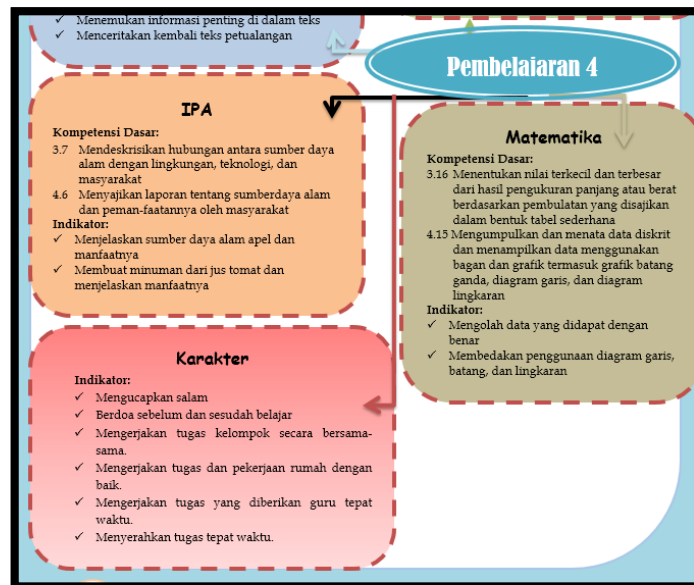 ✓ Menemukan informasi penting di dalam teks
✓ Menceritakan kembali teks petualangan
Pembelajaran 4
IPA
Kompetensi Dasar:
3.7 Mendeskrisikan hubungan antara sumber daya
alam dengan lingkungan, teknologi, dan
masyarakat
4.6 Menyajikan laporan tentang sumberdaya alam
dan peman-faatannya oleh masyarakat
Indikator:
✓ Menjelaskan sumber daya alam apel dan
manfaatnya
✓ Membuat minuman dari jus tomat dan
menjelaskan manfaatnya
Matematika
Kompetensi Dasar:
3.16 Menentukan nilai terkecil dan terbesar
dari hasil pengukuran panjang atau berat
berdasarkan pembulatan yang disajikan
dalam bentuk tabel sederhana
4.15 Mengumpulkan dan menata data diskrit
dan menampilkan data menggunakan
bagan dan grafik termasuk grafik batang
ganda, diagram garis, dan diagram
lingkaran
Indikator:
✓ Mengolah data yang didapat dengan
benar
✓ Membedakan penggunaan diagram garis,
batang, dan lingkaran
Karakter
Indikator:
✓ Mengucapkan salam
✓ Berdoa sebelum dan sesudah belajar
✓ Mengerjakan tugas kelompok secara bersama-
sama.
✓ Mengerjakan tugas dan pekerjaan rumah dengan
baik.
✓ Mengerjakan tugas yang diberikan guru tepat
waktu.
✓ Menyerahkan tugas tepat waktu.